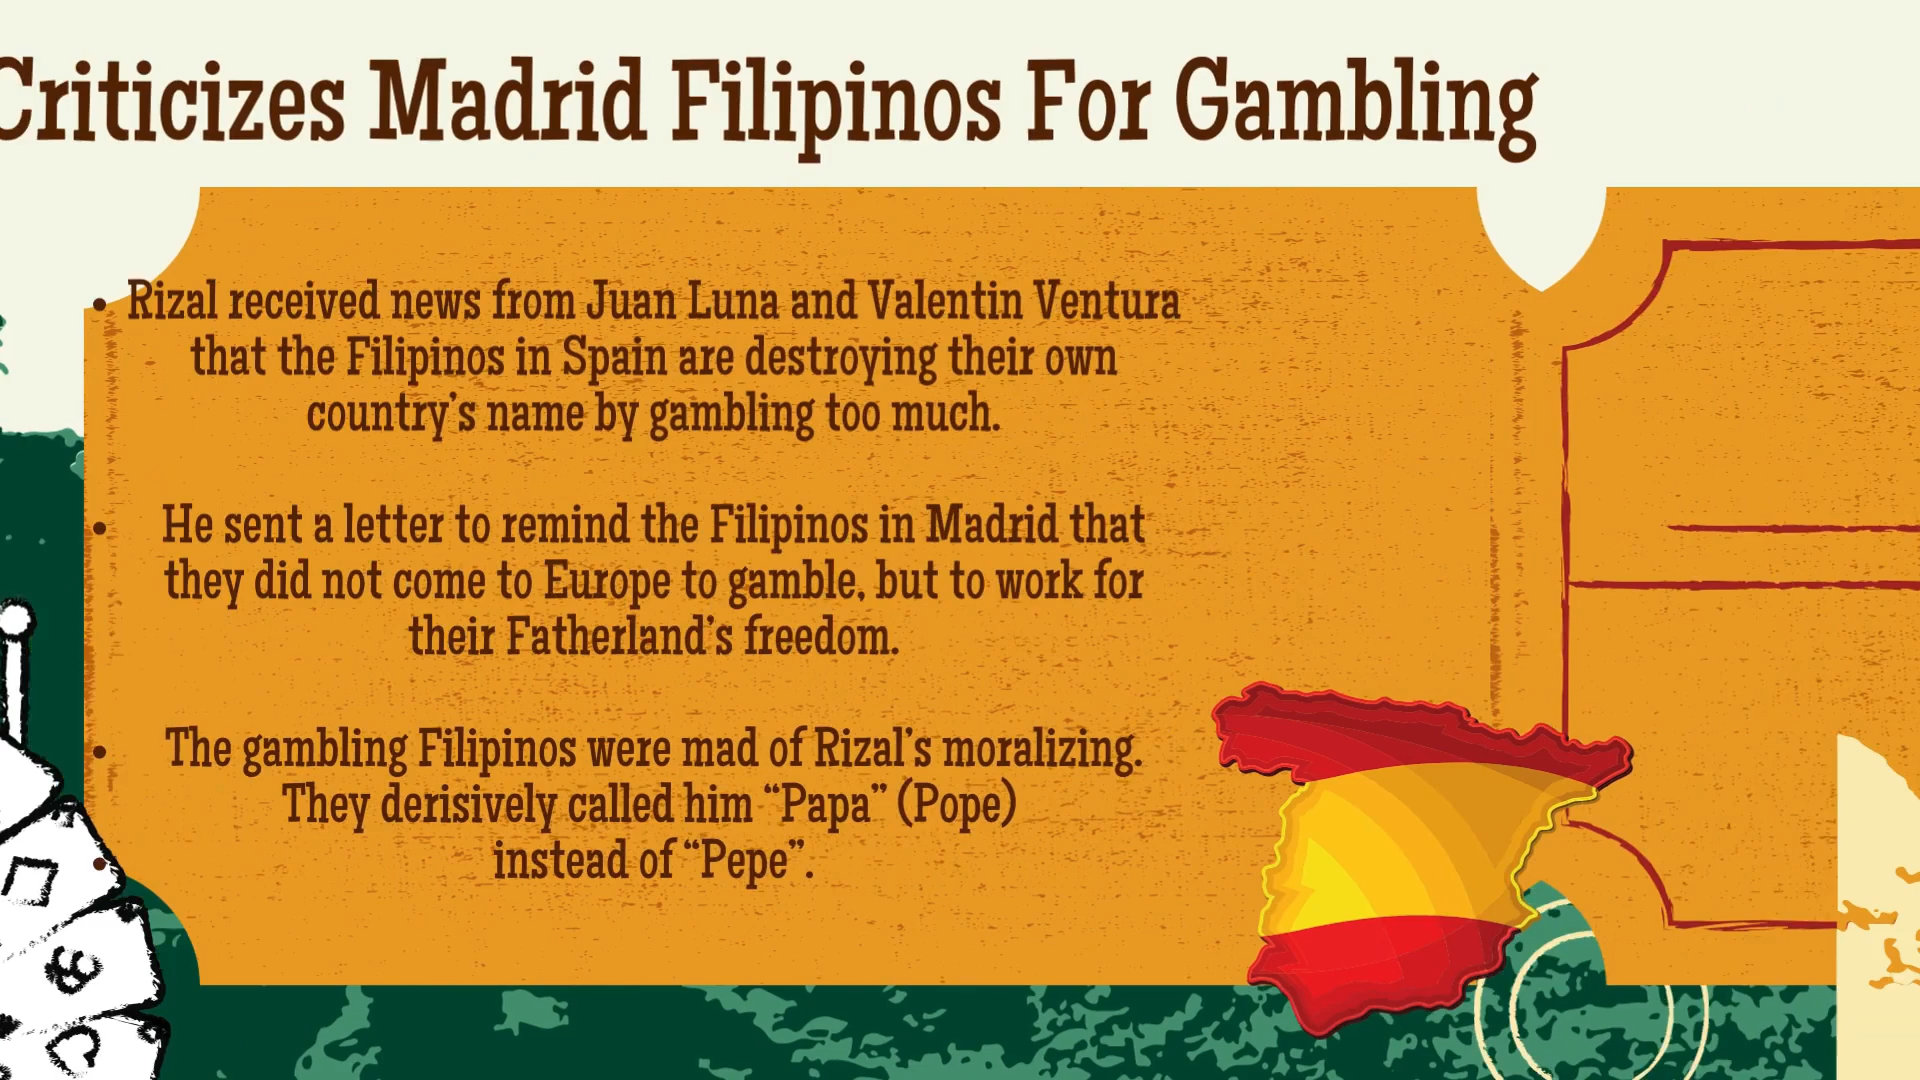 Criticizes Madrid Filipinos For Gambling
• Rizal received news from Juan Luna and Valentin Ventura
that the Filipinos in Spain are destroying their own
country’s name by gambling too much.
• He sent a letter to remind the Filipinos in Madrid that
they did not come to Europe to gamble, but to work for
their Fatherland’s freedom.
• The gambling Filipinos were mad of Rizal’s moralizing.
They derisively called him “Papa” (Pope)
• instead of “Pepe”.